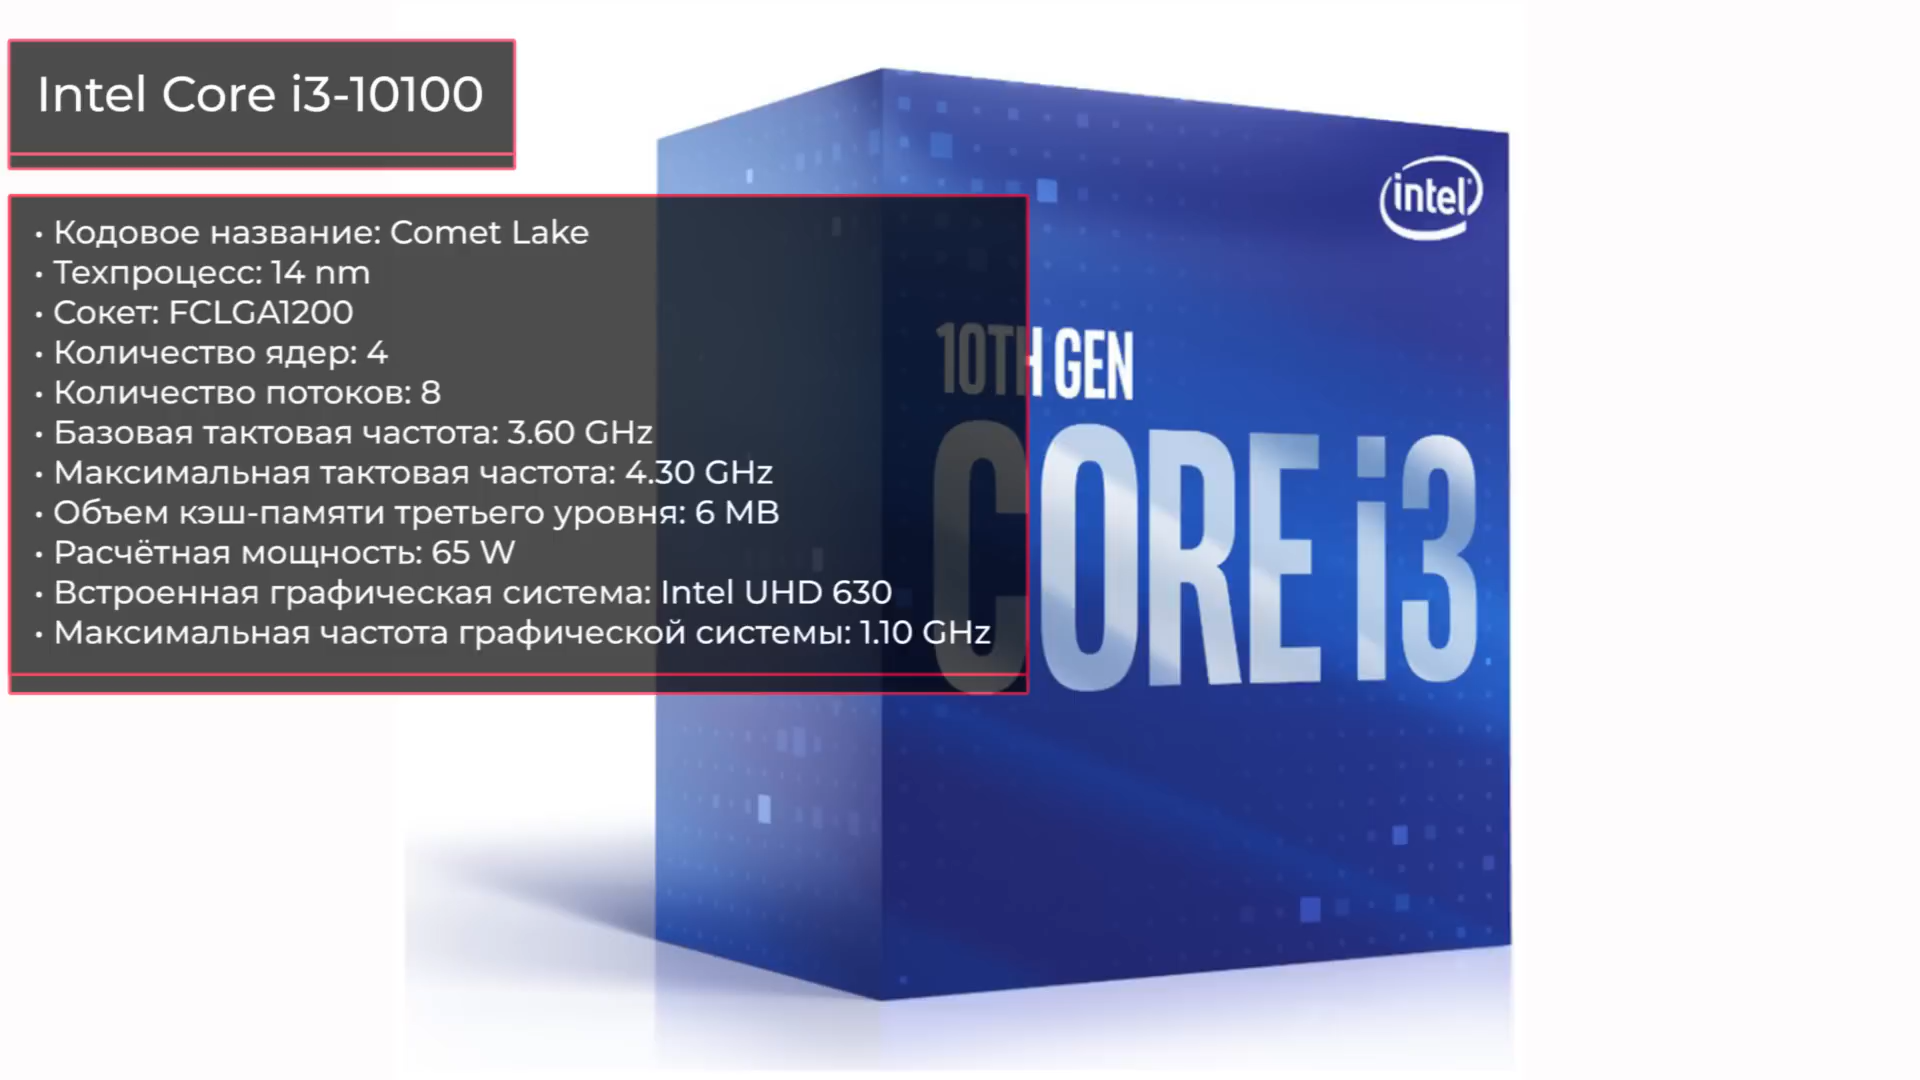 Intel Core i3-10100
• Кодовое название: Comet Lake
• Техпроцесс: 14 nm
• Сокет: FCLGA1200
• Количество ядер: 4
• Количество потоков: 8
• Базовая тактовая частота: 3.60 GHz
• Максимальная тактовая частота: 4.30 GHz
• Объем кэш-памяти третьего уровня: 6 MB
• Расчётная мощность: 65 W
• Встроенная графическая система: Intel UHD 630
• Максимальная частота графической системы: 1.10 GHz
intel
10TH GEN
CORE i3